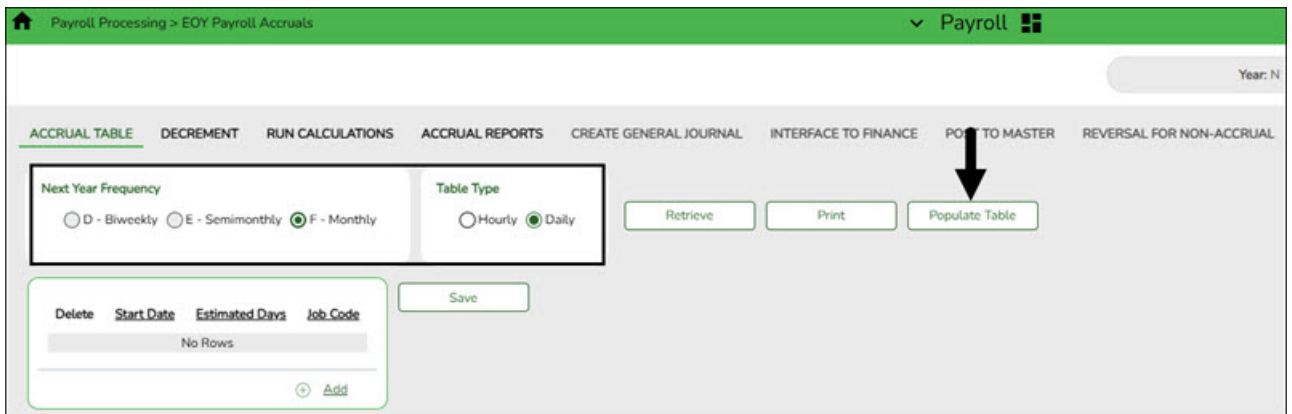 Payroll Processing > EOY Payroll Accruals
Payroll
Year: N
ACCRUAL TABLE DECREMENT RUN CALCULATIONS ACCRUAL REPORTS CREATE GENERAL JOURNAL INTERFACE TO FINANCE POST TO MASTER REVERSAL FOR NON-ACCRUAL
Next Year Frequency Table Type
D - Biweekly E - Semimonthly F - Monthly Hourly Daily Retrieve Print Populate Table
Save
Delete Start Date Estimated Days Job Code
No Rows
Add